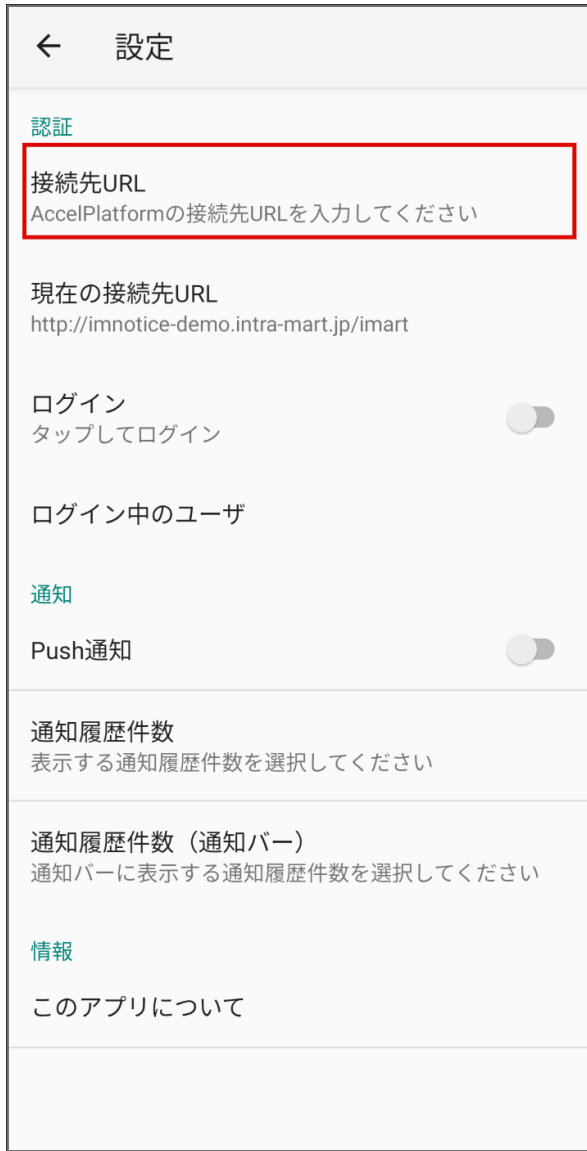 設定
認証
接続先URL
AccelPlatformの接続先URLを入力してください
現在の接続先URL
http://imnotice-demo.intra-mart.jp/imart
ログイン
タップしてログイン
ログイン中のユーザ
通知
Push通知
通知履歴件数
表示する通知履歴件数を選択してください
通知履歴件数（通知バー）
通知バーに表示する通知履歴件数を選択してください
情報
このアプリについて